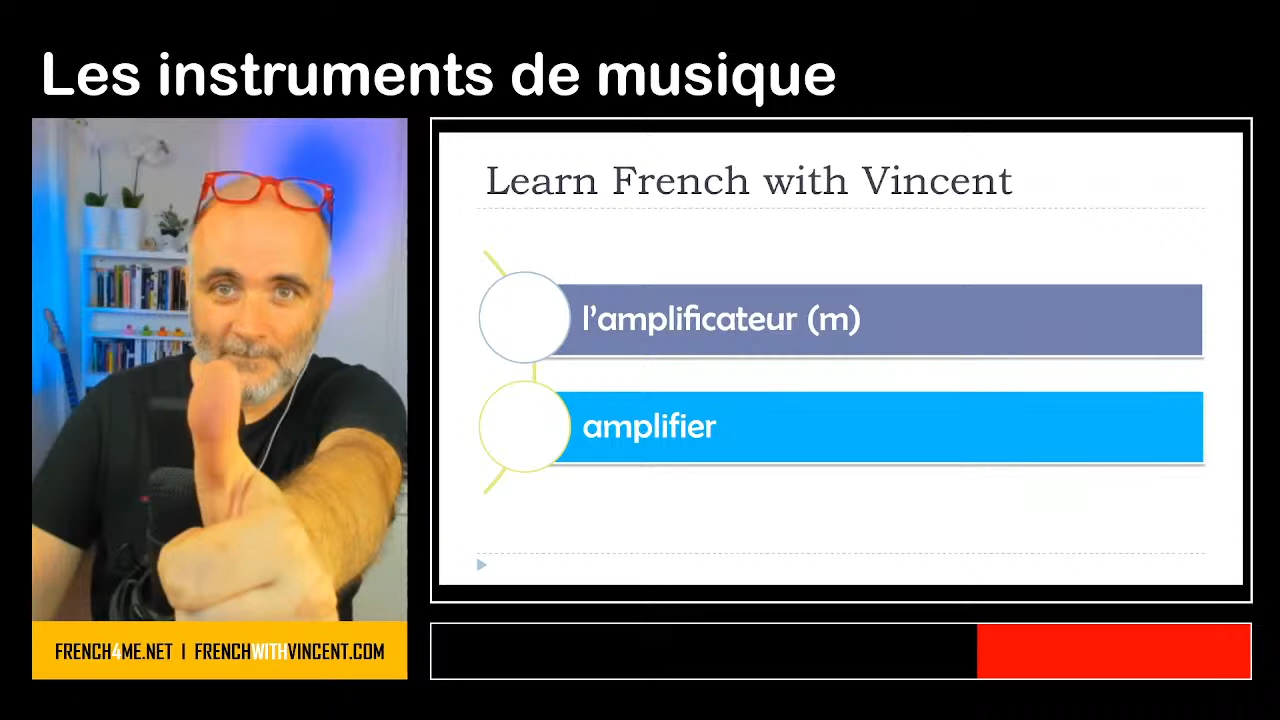 Les instruments de musique
Learn French with Vincent
l'amplificateur (m)
amplifier
FRENCH4ME.NET | FRENCHWITHVINCENT.COM